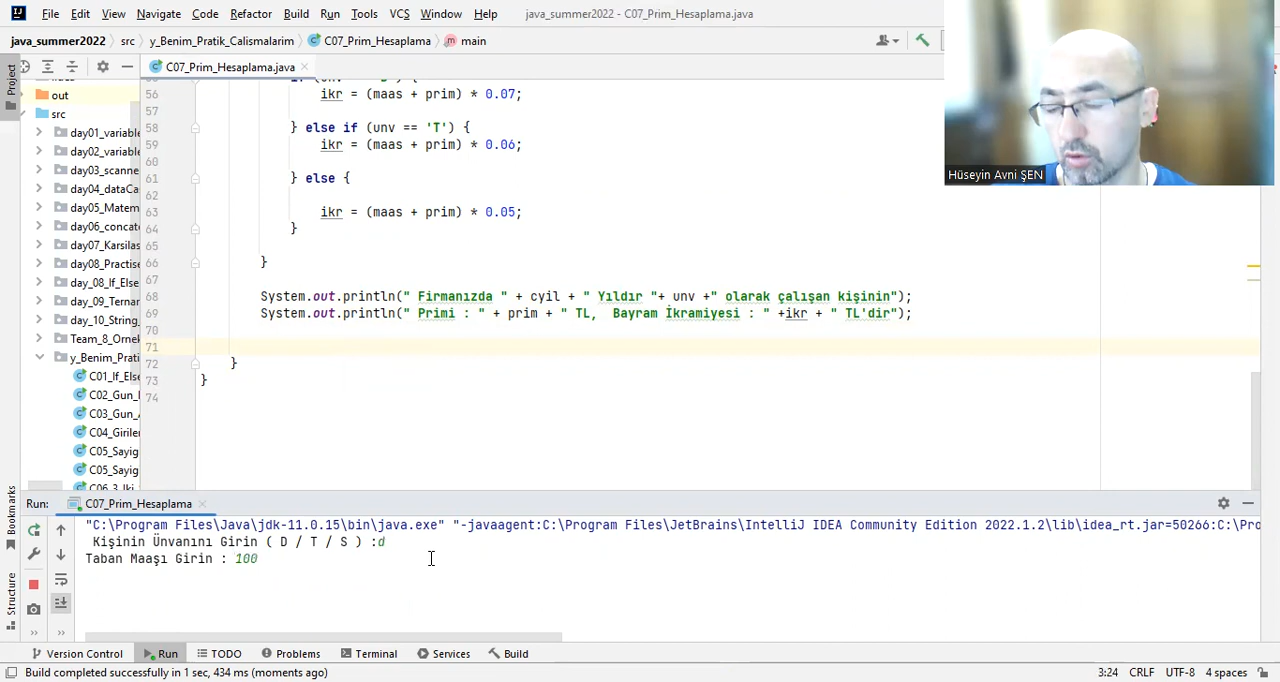 File Edit View Navigate Code Refactor Build Run Tools VCS Window Help java_summer2022 - C07_Prim_Hesaplama.java
java_summer2022 src y_Benim_Pratik_Calismalarim C07_Prim_Hesaplama main
Project
C07_Prim_Hesaplama.java
out
src
day01_variable
day02_variable
day03_scanne
day04_dataCa
day05_Matem
day06_concate
day07_Karsilas
day08_Practise
day_08_If_Else
day_09_Ternar
day_10_String_
Team_8_Ornek
y_Benim_Prati
C01_If_Else
C02_Gun_
C03_Gun_
C04_Girilen
C05_Sayig
C05_Sayig
56 ikr = (maas + prim) * 0.07;
57
58 } else if (unv == 'T') {
59 ikr = (maas + prim) * 0.06;
60
61 } else {
62
63 ikr = (maas + prim) * 0.05;
64 }
65
66 }
67
68 System.out.println(" Firmanızda " + cyil + " Yıldır "+ unv +" olarak çalışan kişinin");
69 System.out.println(" Primi : " + prim + " TL,  Bayram İkramiyesi : " +ikr + " TL'dir");
70
71
72 }
73 }
74
Hüseyin Avni ŞEN
Bookmarks
Structure
Run: C07_Prim_Hesaplama
"C:\Program Files\Java\jdk-11.0.15\bin\java.exe" "-javaagent:C:\Program Files\JetBrains\IntelliJ IDEA Community Edition 2022.1.2\lib\idea_rt.jar=50266:C:\Pro
Kişinin Ünvanını Girin ( D / T / S ) :d
Taban Maaşı Girin : 100
Version Control Run TODO Problems Terminal Services Build
Build completed successfully in 1 sec, 434 ms (moments ago) 3:24 CRLF UTF-8 4 spaces